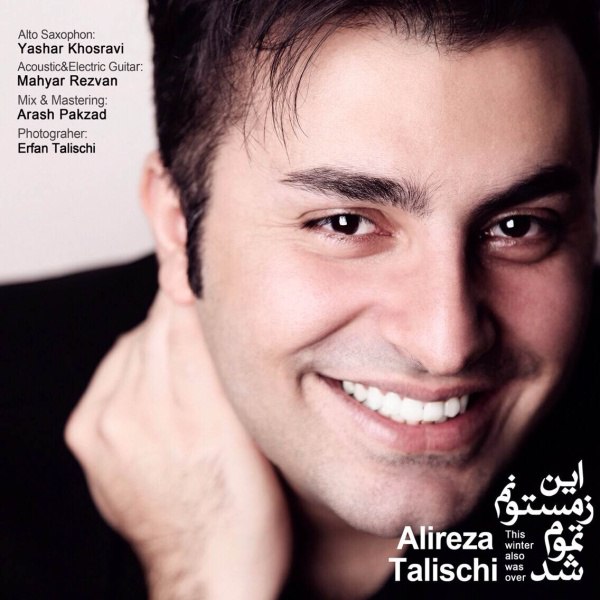 Alto Saxophon:
Yashar Khosravi
Acoustic&Electric Guitar:
Mahyar Rezvan
Mix & Mastering:
Arash Pakzad
Photograher:
Erfan Talischi
این
زمستونم
تموم
شد
Alireza
Talischi
This
winter
also
was
over